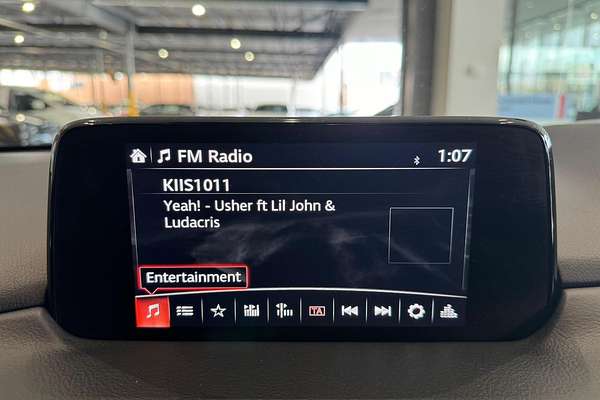 FM Radio
1:07
KIIS1011
Yeah! - Usher ft Lil John &
Ludacris
Entertainment
TA